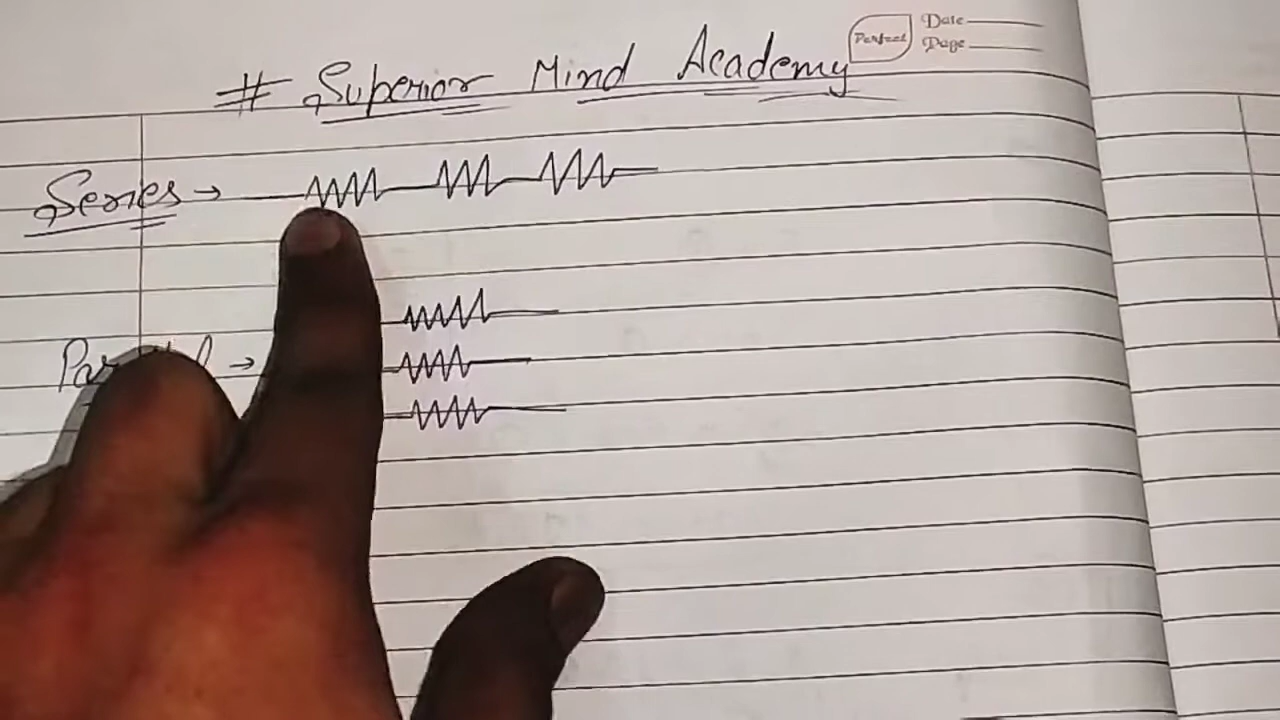 # Superior Mind Academy
Perfect
Date
Page
Series →
→